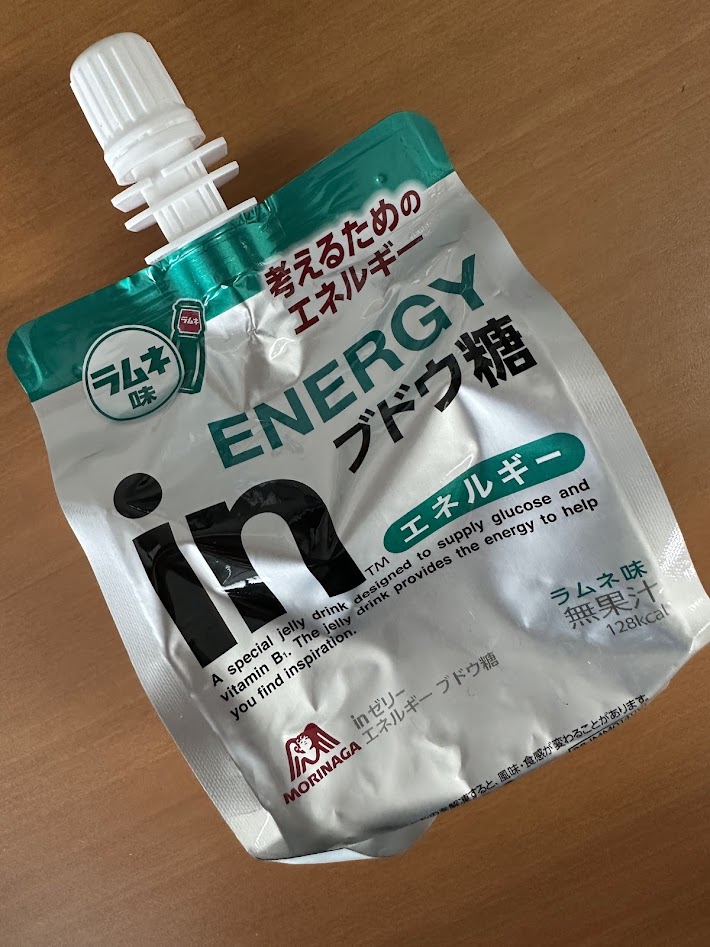 考えるための
エネルギー
ラムネ
ラムネ
味
ENERGY
ブドウ糖
in
TM
エネルギー
A special jelly drink designed to supply glucose and
vitamin B₁. The jelly drink provides the energy to help
you find inspiration.
ラムネ味
無果汁
128kcal
inゼリー
エネルギー ブドウ糖
MORINAGA
すると、風味・食感が変わることがあります。